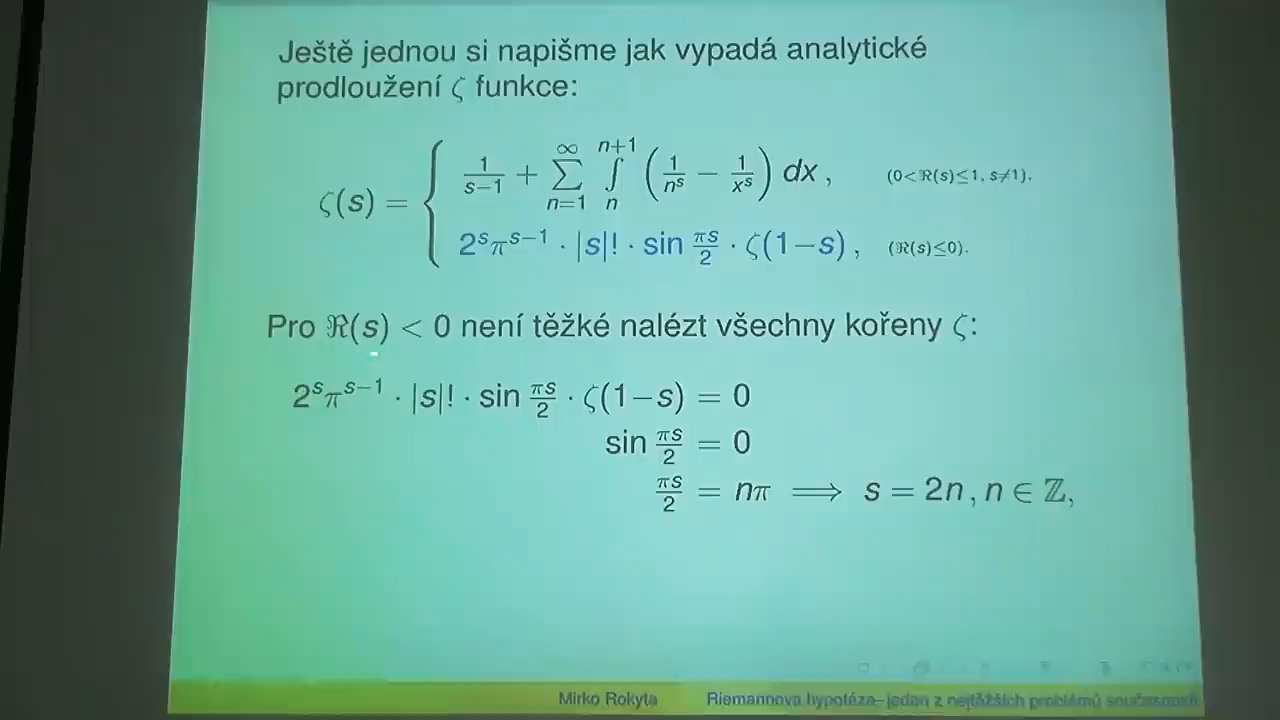 Ještě jednou si napišme jak vypadá analytické
prodloužení ζ funkce:
ζ(s) = { 1/(s−1) + ∑_{n=1}^{∞} ∫_{n}^{n+1} (1/n^s − 1/x^s) dx , (0<ℜ(s)≤1, s≠1).
2^s π^{s−1} · |s|! · sin πs/2 · ζ(1−s) , (ℜ(s)≤0).
Pro ℜ(s) < 0 není těžké nalézt všechny kořeny ζ:
2^s π^{s−1} · |s|! · sin πs/2 · ζ(1−s) = 0
sin πs/2 = 0
πs/2 = nπ ⟹ s = 2n , n ∈ ℤ,
Mirko Rokyta Riemannova hypotéza– jeden z nejtěžších problémů současnosti